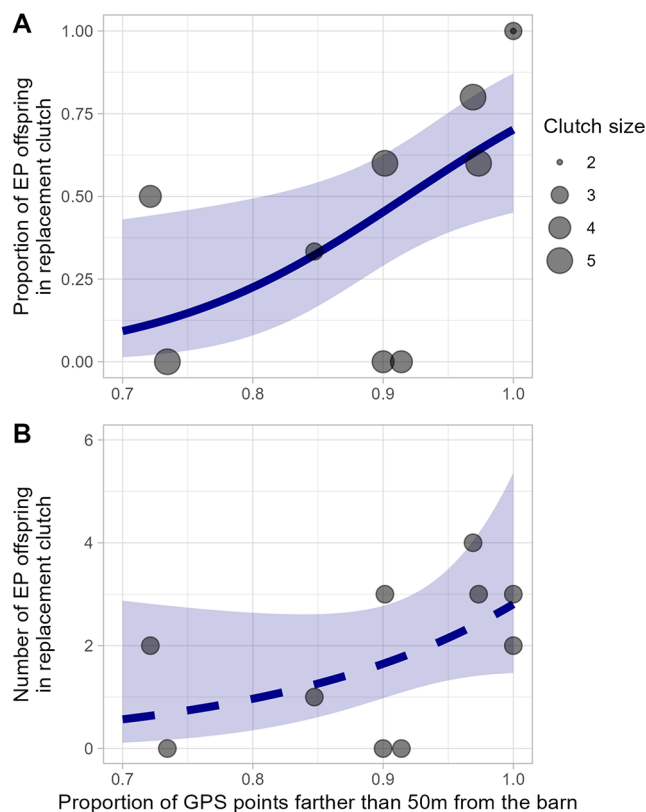 A
Proportion of EP offspring
in replacement clutch
1.00
0.75
0.50
0.25
0.00
0.7 0.8 0.9 1.0
Clutch size
2
3
4
5
B
Number of EP offspring
in replacement clutch
6
4
2
0
0.7 0.8 0.9 1.0
Proportion of GPS points farther than 50m from the barn